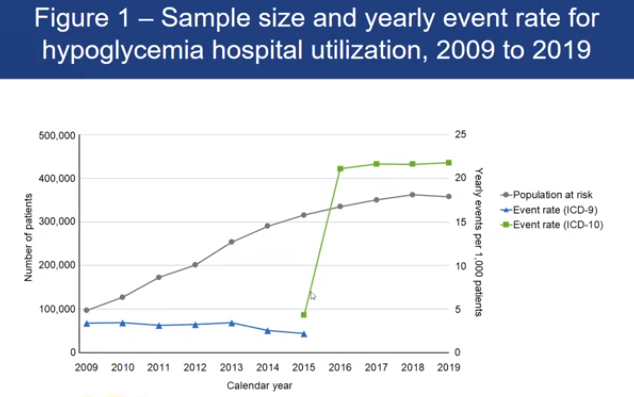 Figure 1 – Sample size and yearly event rate for
hypoglycemia hospital utilization, 2009 to 2019
500,000
400,000
300,000
200,000
100,000
0
Number of patients
25
20
15
10
5
0
Yearly events per 1,000 patients
2009 2010 2011 2012 2013 2014 2015 2016 2017 2018 2019
Calendar year
Population at risk
Event rate (ICD-9)
Event rate (ICD-10)